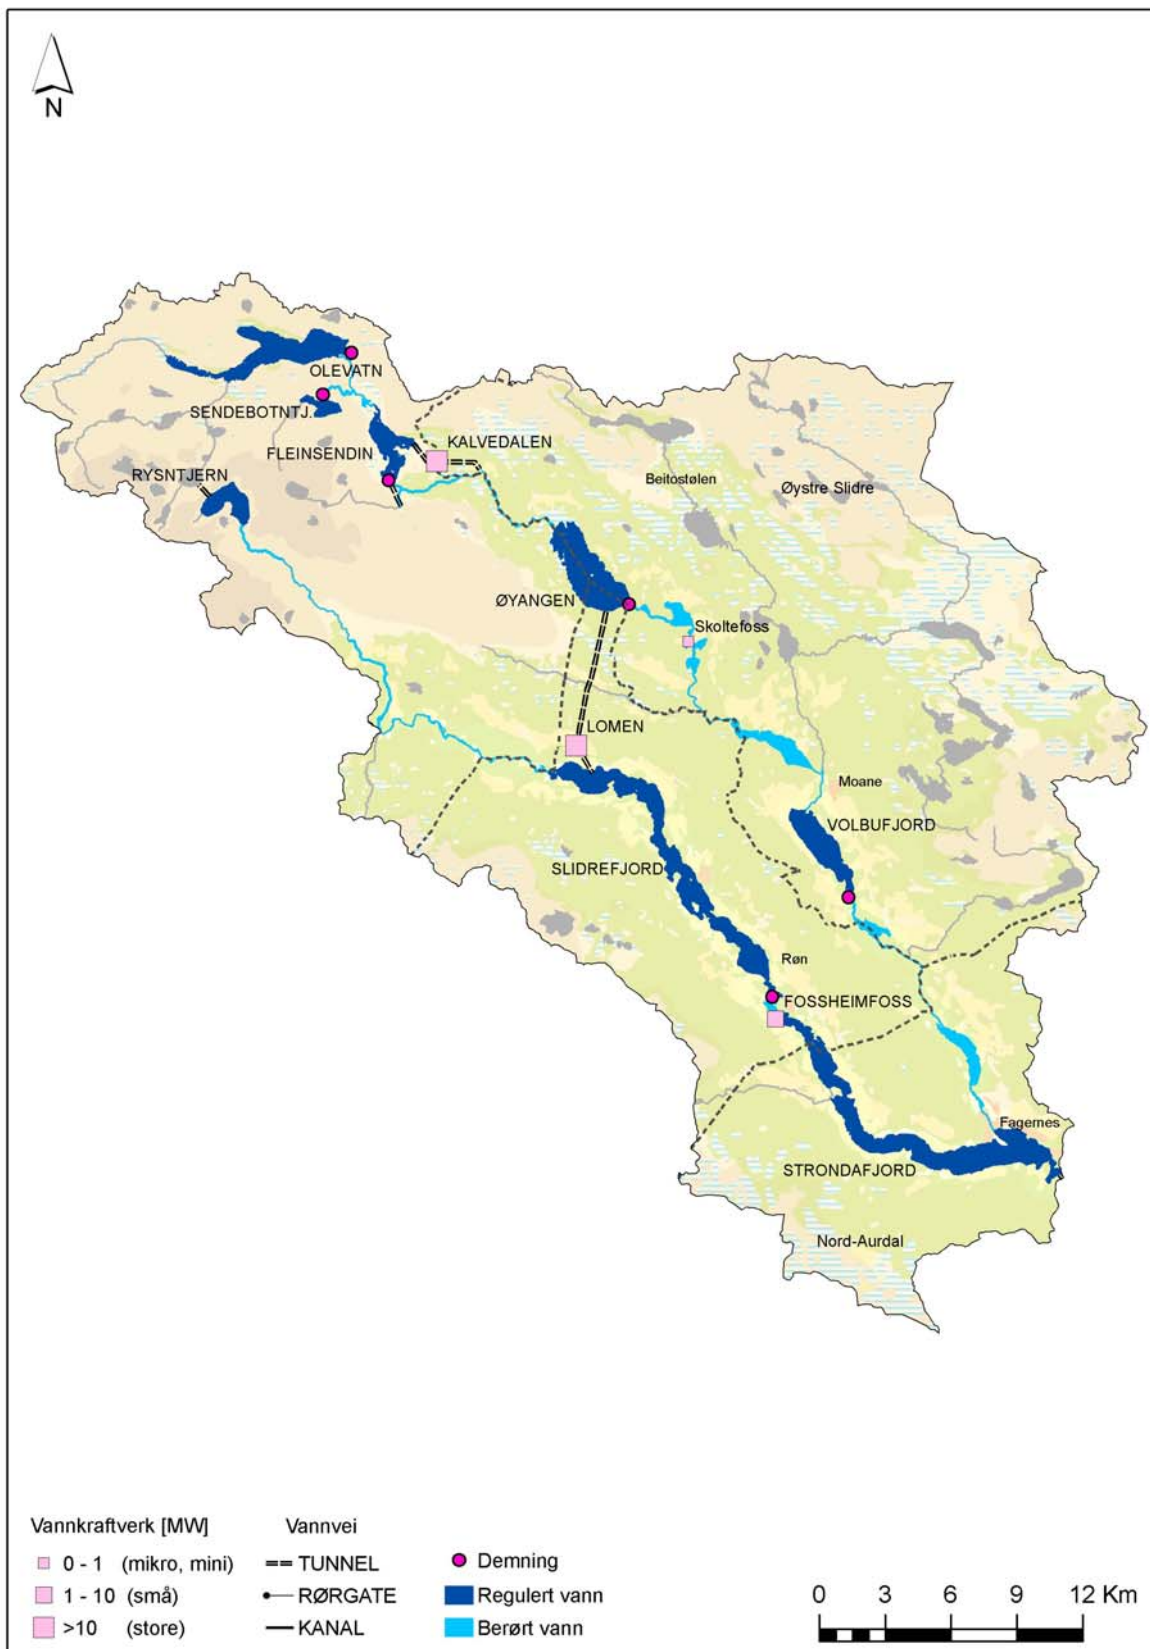 N
OLEVATN
SENDEBOTNTJ.
KALVEDALEN
FLEINSENDIN
RYSNTJERN
Beitostølen
Øystre Slidre
ØYANGEN
Skoltefoss
LOMEN
Moane
VOLBUFJORD
SLIDREFJORD
Røn
FOSSHEIMFOSS
Fagernes
STRONDAFJORD
Nord-Aurdal
Vannkraftverk [MW]
0 - 1 (mikro, mini)
1 - 10 (små)
>10 (store)
Vannvei
TUNNEL
RØRGATE
KANAL
Demning
Regulert vann
Berørt vann
0 3 6 9 12 Km